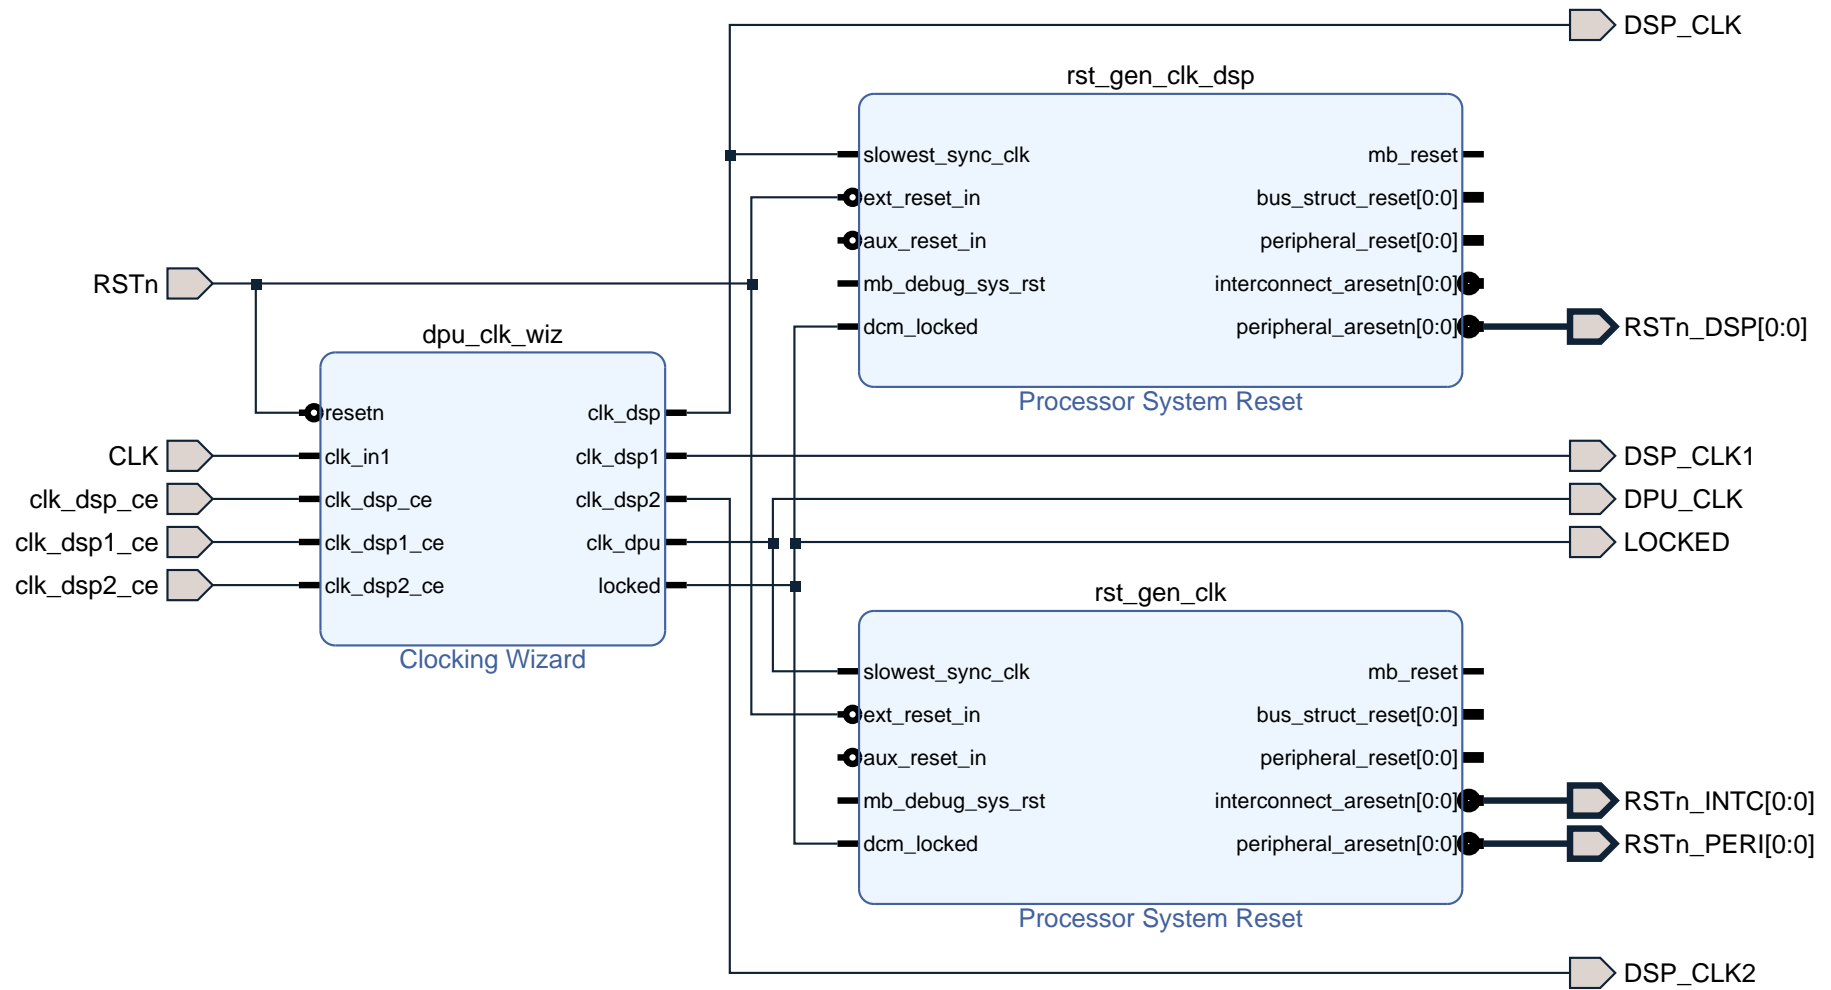 DSP_CLK
rst_gen_clk_dsp
slowest_sync_clk
mb_reset
ext_reset_in
bus_struct_reset[0:0]
aux_reset_in
peripheral_reset[0:0]
RSTn
mb_debug_sys_rst
interconnect_aresetn[0:0]
dcm_locked
peripheral_aresetn[0:0]
RSTn_DSP[0:0]
dpu_clk_wiz
Processor System Reset
resetn
clk_dsp
CLK
clk_in1
clk_dsp1
DSP_CLK1
clk_dsp_ce
clk_dsp_ce
clk_dsp2
DPU_CLK
clk_dsp1_ce
clk_dsp1_ce
clk_dpu
LOCKED
clk_dsp2_ce
clk_dsp2_ce
locked
rst_gen_clk
Clocking Wizard
slowest_sync_clk
mb_reset
ext_reset_in
bus_struct_reset[0:0]
aux_reset_in
peripheral_reset[0:0]
mb_debug_sys_rst
interconnect_aresetn[0:0]
RSTn_INTC[0:0]
dcm_locked
peripheral_aresetn[0:0]
RSTn_PERI[0:0]
Processor System Reset
DSP_CLK2